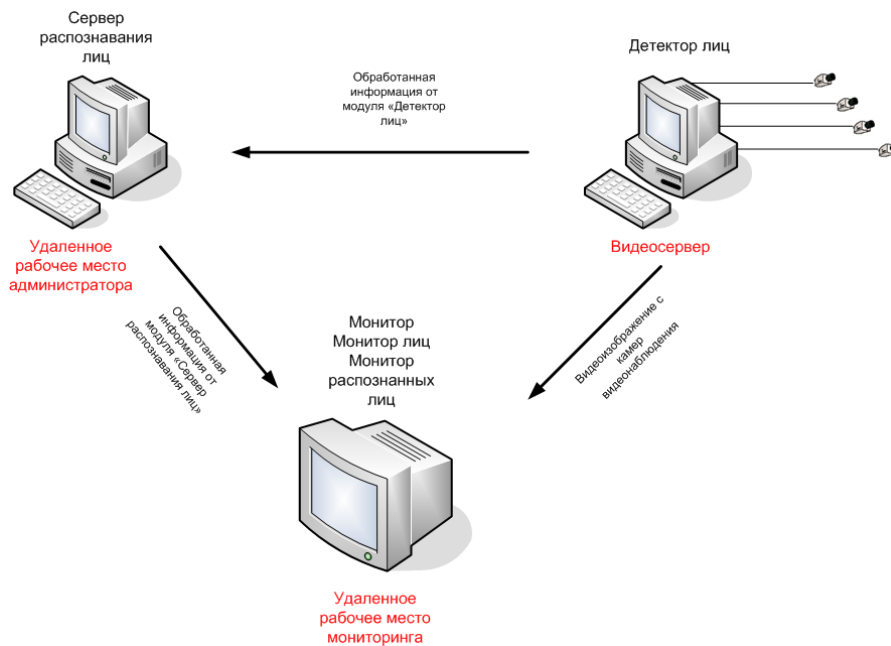 Сервер
распознавания
лиц
Детектор лиц
Обработанная
информация от
модуля «Детектор
лиц»
Удаленное
рабочее место
администратора
Видеосервер
Обработанная
информация от
модуля «Сервер
распознавания лиц»
Монитор
Монитор лиц
Монитор
распознанных
лиц
Видеоизображение с
камер
видеонаблюдения
Удаленное
рабочее место
мониторинга